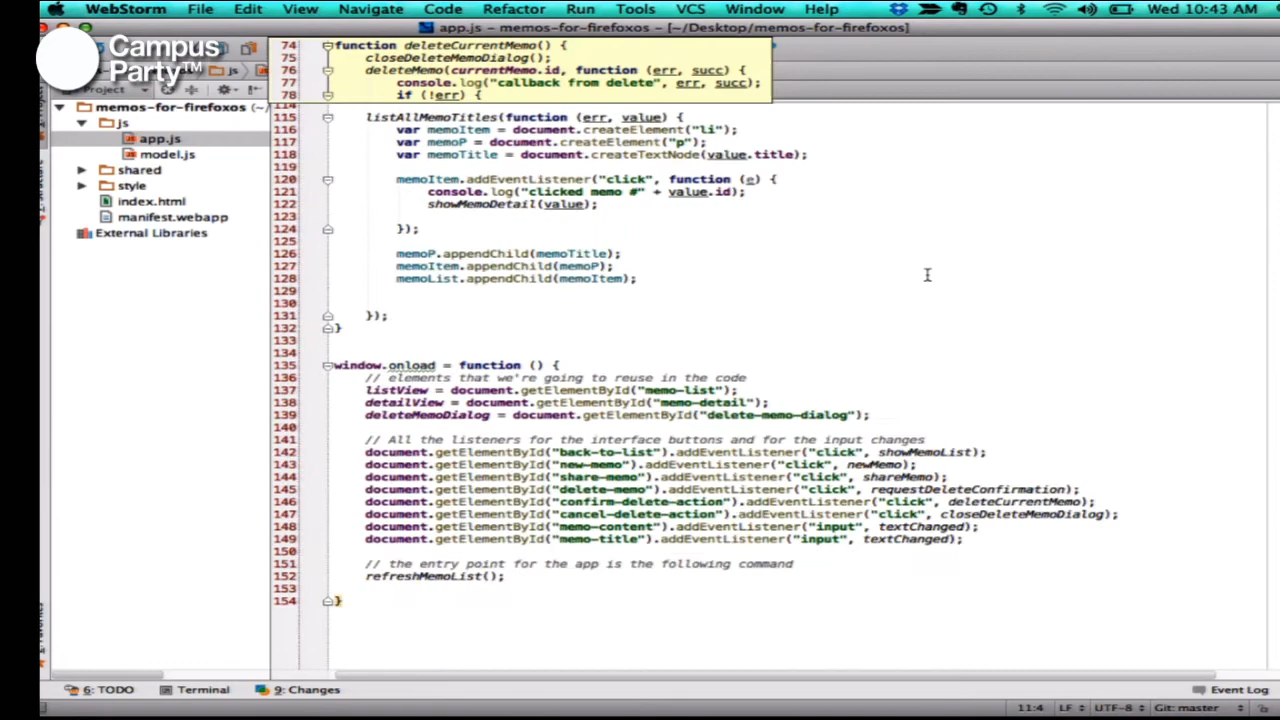 WebStorm File Edit View Navigate Code Refactor Run Tools VCS Window Help Wed 10:43 AM
app.js - memos-for-firefoxos - [~/Desktop/memos-for-firefoxos]
Campus
Party™
js
Project
memos-for-firefoxos (~/
js
app.js
model.js
shared
style
index.html
manifest.webapp
External Libraries
74 function deleteCurrentMemo() {
75 closeDeleteMemoDialog();
76 deleteMemo(currentMemo.id, function (err, succ) {
77 console.log("callback from delete", err, succ);
78 if (!err) {
114
115 listAllMemoTitles(function (err, value) {
116 var memoItem = document.createElement("li");
117 var memoP = document.createElement("p");
118 var memoTitle = document.createTextNode(value.title);
119
120 memoItem.addEventListener("click", function (e) {
121 console.log("clicked memo #" + value.id);
122 showMemoDetail(value);
123
124 });
125
126 memoP.appendChild(memoTitle);
127 memoItem.appendChild(memoP);
128 memoList.appendChild(memoItem);
129
130
131 });
132 }
133
134
135 window.onload = function () {
136 // elements that we're going to reuse in the code
137 listView = document.getElementById("memo-list");
138 detailView = document.getElementById("memo-detail");
139 deleteMemoDialog = document.getElementById("delete-memo-dialog");
140
141 // All the listeners for the interface buttons and for the input changes
142 document.getElementById("back-to-list").addEventListener("click", showMemoList);
143 document.getElementById("new-memo").addEventListener("click", newMemo);
144 document.getElementById("share-memo").addEventListener("click", shareMemo);
145 document.getElementById("delete-memo").addEventListener("click", requestDeleteConfirmation);
146 document.getElementById("confirm-delete-action").addEventListener("click", deleteCurrentMemo);
147 document.getElementById("cancel-delete-action").addEventListener("click", closeDeleteMemoDialog);
148 document.getElementById("memo-content").addEventListener("input", textChanged);
149 document.getElementById("memo-title").addEventListener("input", textChanged);
150
151 // the entry point for the app is the following command
152 refreshMemoList();
153
154 }
6: TODO Terminal 9: Changes Event Log
11:4 LF UTF-8 Git: master